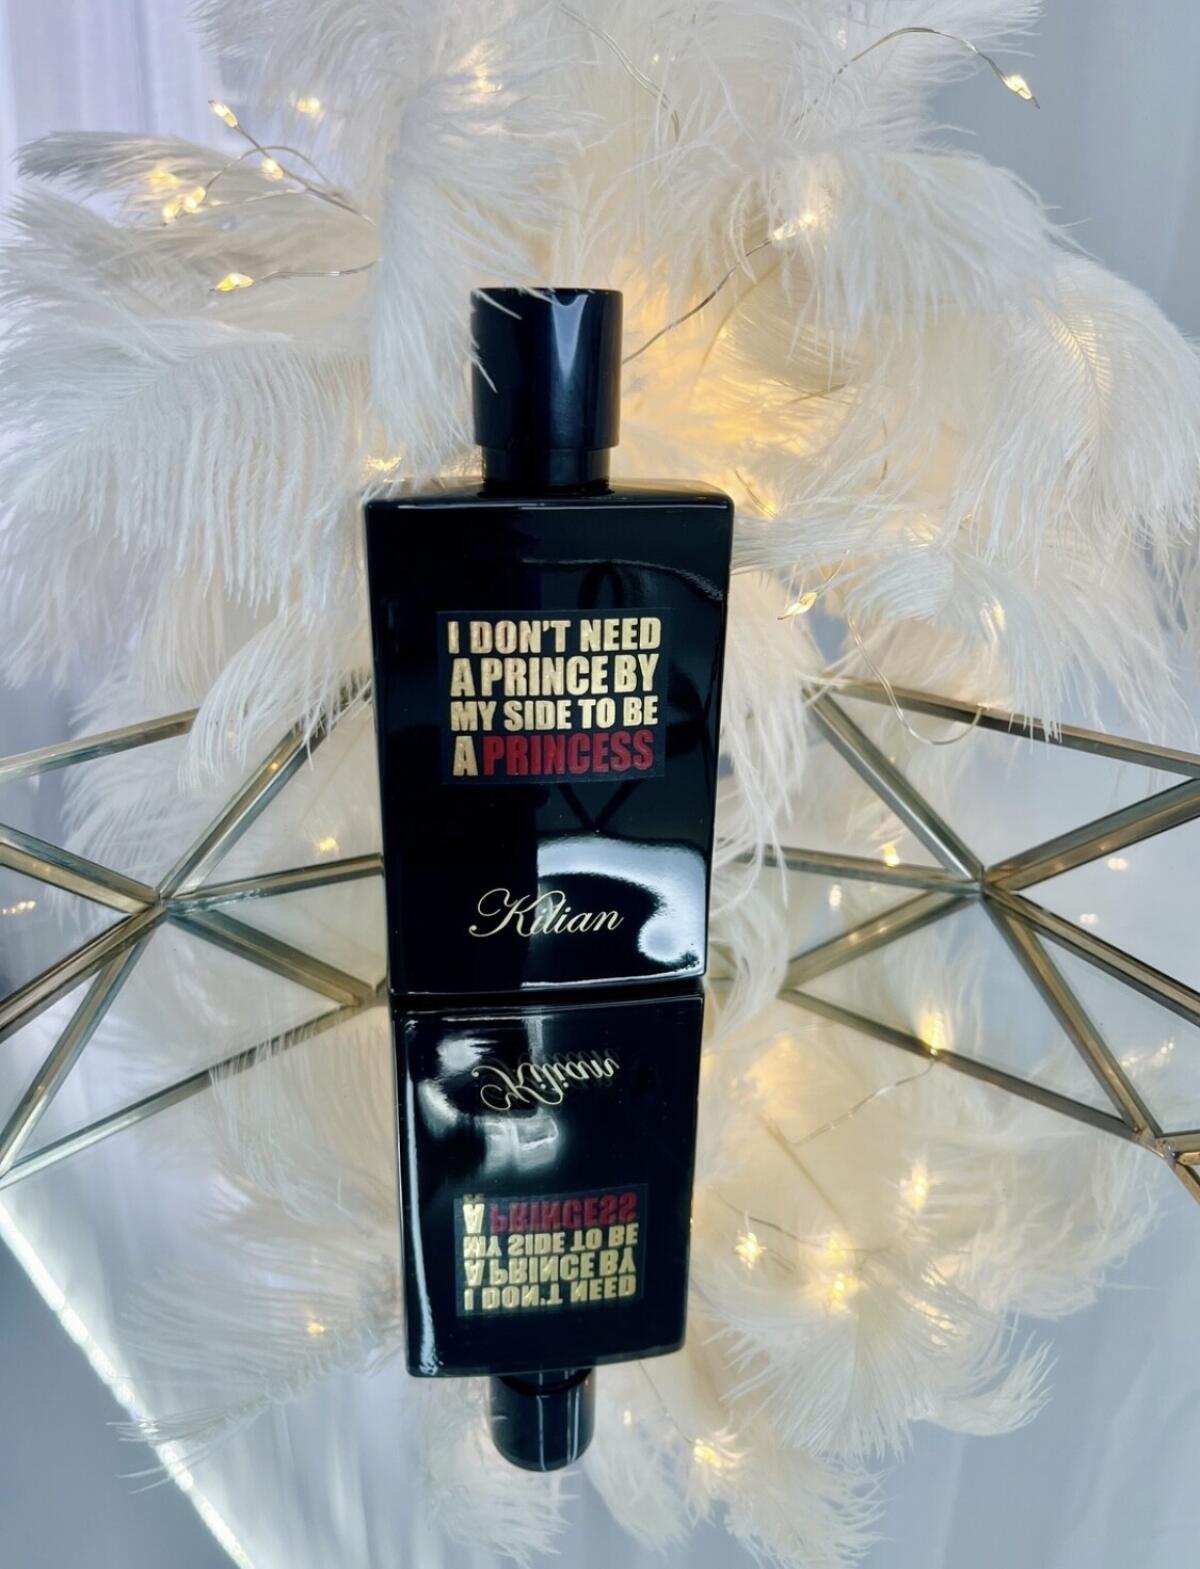 I DON'T NEED
A PRINCE BY
MY SIDE TO BE
A PRINCESS
Kilian